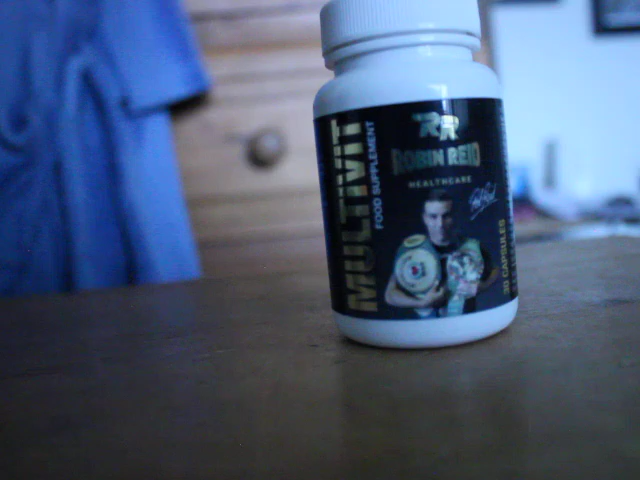 MULTIVIT
FOOD SUPPLEMENT
RR
ROBIN REID
HEALTHCARE
30 CAPSULES